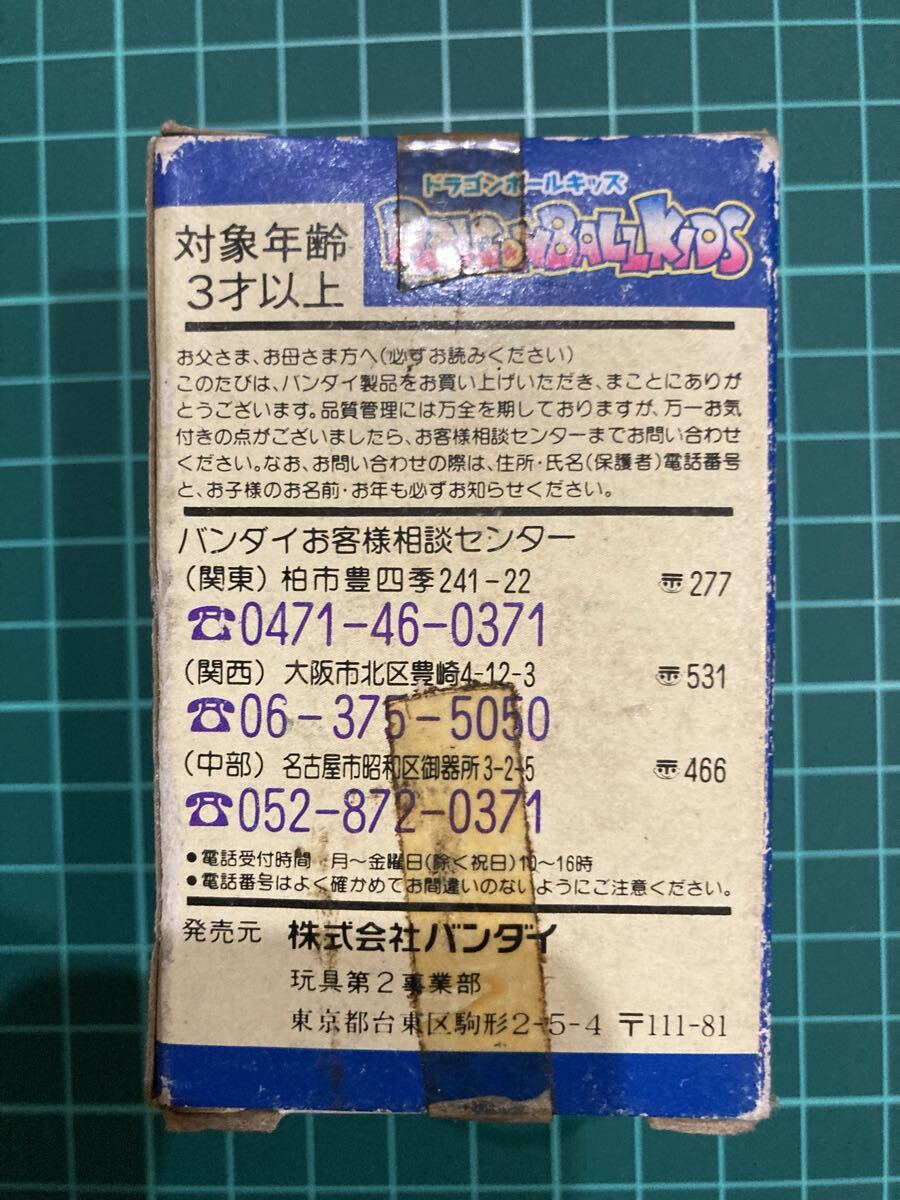 ドラゴンボールキッズ
DRAGONBALLKIDS
対象年齢
3才以上
お父さま、お母さま方へ(必ずお読みください)
このたびは、バンダイ製品をお買い上げいただき、まことにありが
とうございます。品質管理には万全を期しておりますが、万一お気
付きの点がございましたら、お客様相談センターまでお問い合わせ
ください。なお、お問い合わせの際は、住所・氏名(保護者)電話番号
と、お子様のお名前・お年も必ずお知らせください。
バンダイお客様相談センター
(関東) 柏市豊四季241-22 〒277
☎0471-46-0371
(関西) 大阪市北区豊崎4-12-3 〒531
☎06-375-5050
(中部) 名古屋市昭和区御器所3-2-5 〒466
☎052-872-0371
●電話受付時間 月〜金曜日(除く祝日)10〜16時
●電話番号はよく確かめてお間違いのないようにご注意ください。
発売元 株式会社バンダイ
玩具第2事業部
東京都台東区駒形2-5-4 〒111-81